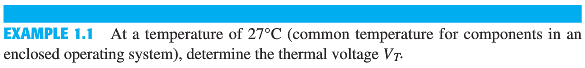 EXAMPLE 1.1 At a temperature of 27°C (common temperature for components in an
enclosed operating system), determine the thermal voltage V_T.